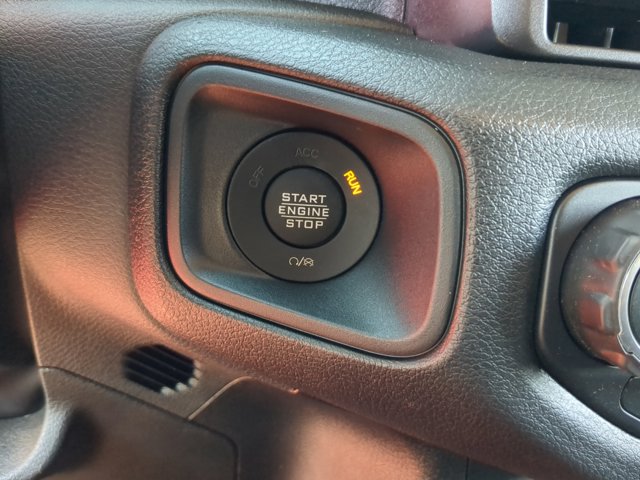 OFF
ACC
RUN
START
ENGINE
STOP